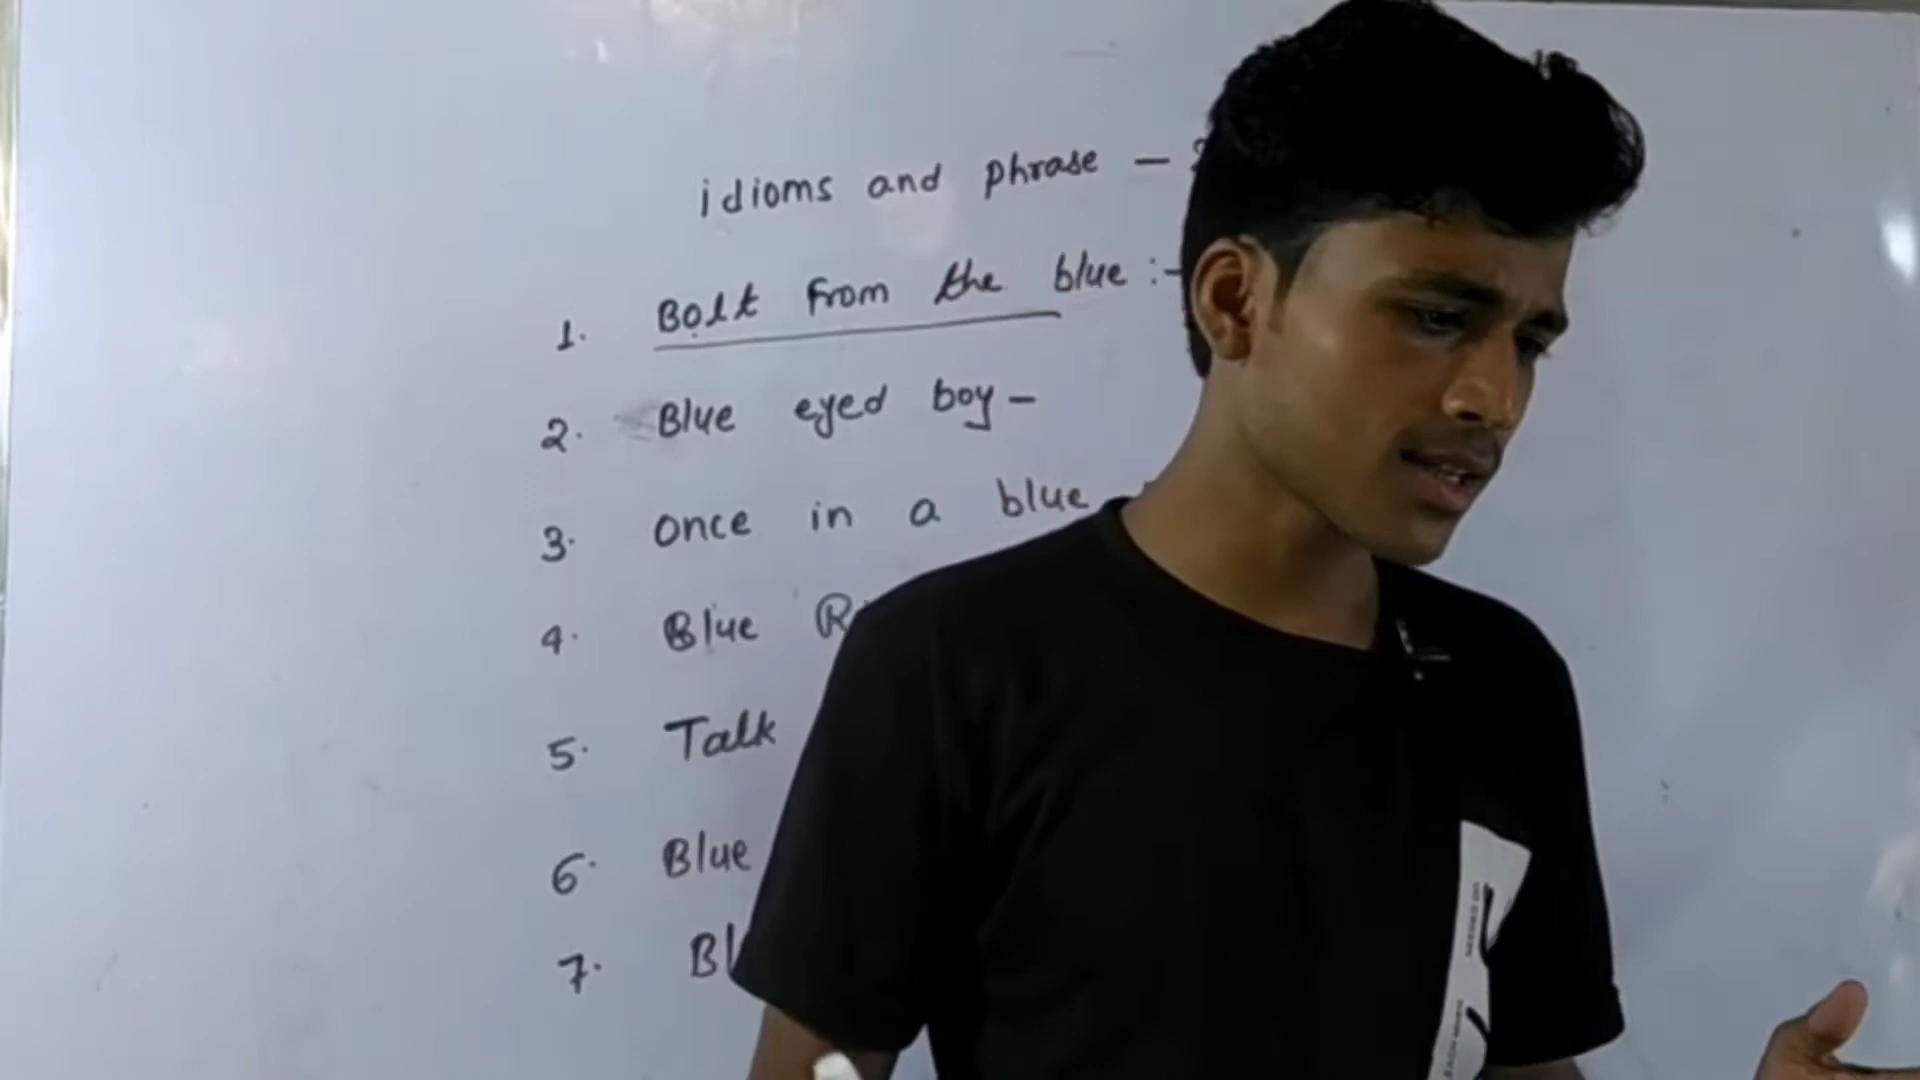 idioms and phrase -
1. Bolt From the blue :-
2. Blue eyed boy -
3. Once in a blue
4. Blue
5. Talk
6. Blue
7.